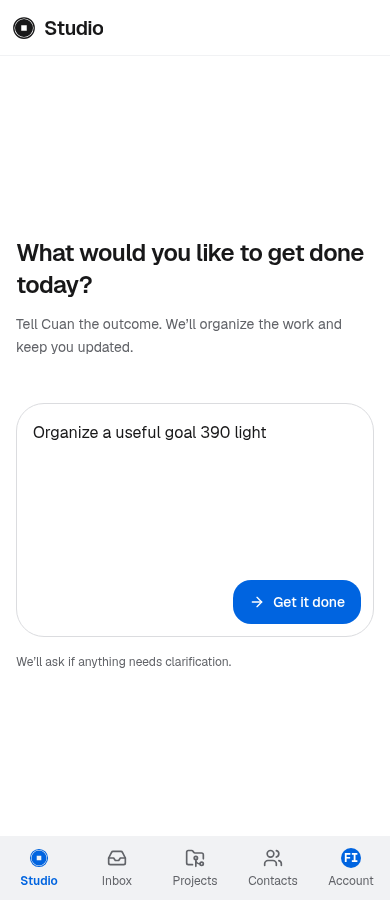 Studio
What would you like to get done
today?
Tell Cuan the outcome. We'll organize the work and
keep you updated.
Organize a useful goal 390 light
Get it done
We'll ask if anything needs clarification.
FI
Studio
Inbox
Projects
Contacts
Account